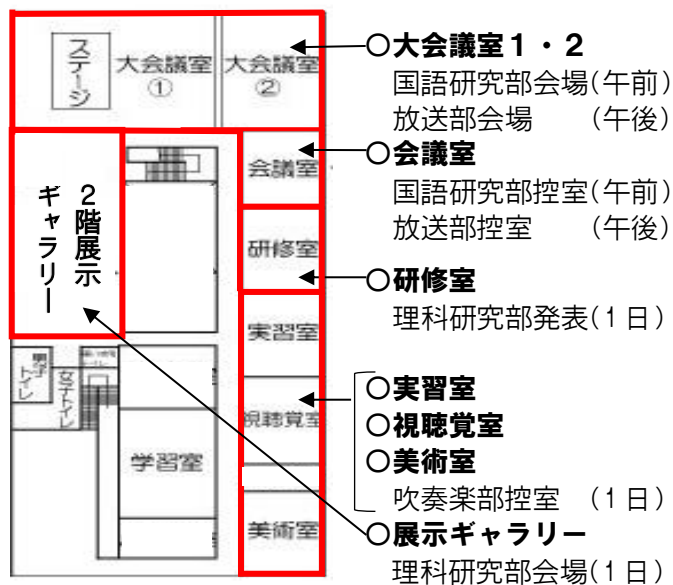 ステージ
大会議室
①
大会議室
②
会議室
研修室
実習室
視聴覚室
美術室
学習室
２階展示
ギャラリー
男子
トイレ
女子トイレ
○大会議室１・２
国語研究部会場(午前)
放送部会場　　(午後)
○会議室
国語研究部控室(午前)
放送部控室　　(午後)
○研修室
理科研究部発表(１日)
○実習室
○視聴覚室
○美術室
吹奏楽部控室　(１日)
○展示ギャラリー
理科研究部会場(１日)